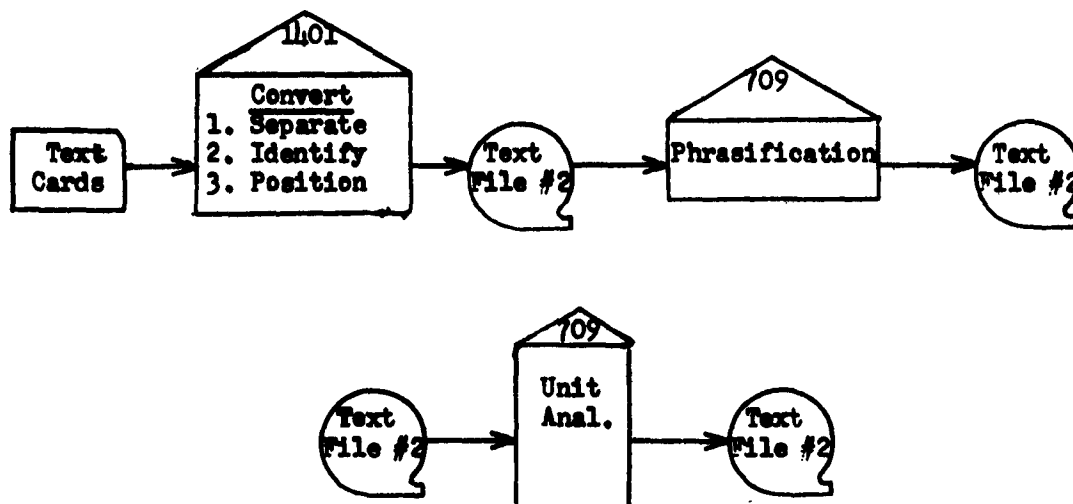 1401
Convert
1. Separate
2. Identify
3. Position
Text
Cards
Text
File #2
709
Phrasification
Text
File #2
709
Unit
Anal.
Text
File #2
Text
File #2